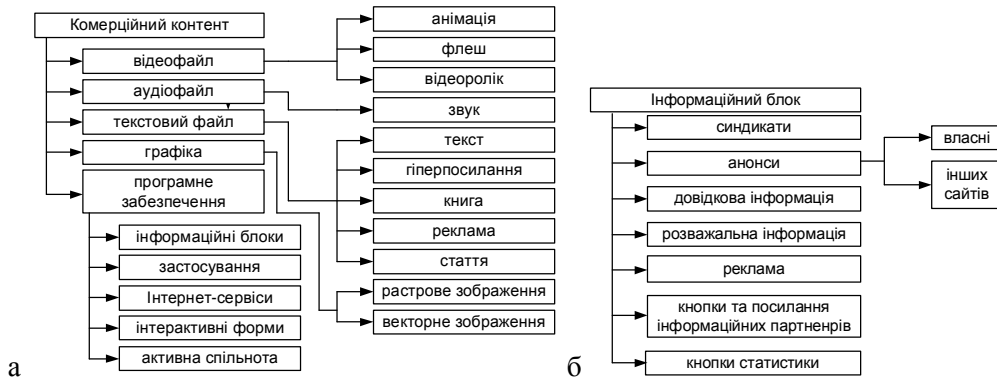 Комерційний контент
відеофайл
аудіофайл
текстовий файл
графіка
програмне
забезпечення
інформаційні блоки
застосування
Інтернет-сервіси
інтерактивні форми
активна спільнота
анімація
флеш
відеоролік
звук
текст
гіперпосилання
книга
реклама
стаття
растрове зображення
векторне зображення
а
Інформаційний блок
синдикати
анонси
довідкова інформація
розважальна інформація
реклама
кнопки та посилання
інформаційних партненрів
кнопки статистики
власні
інших
сайтів
б